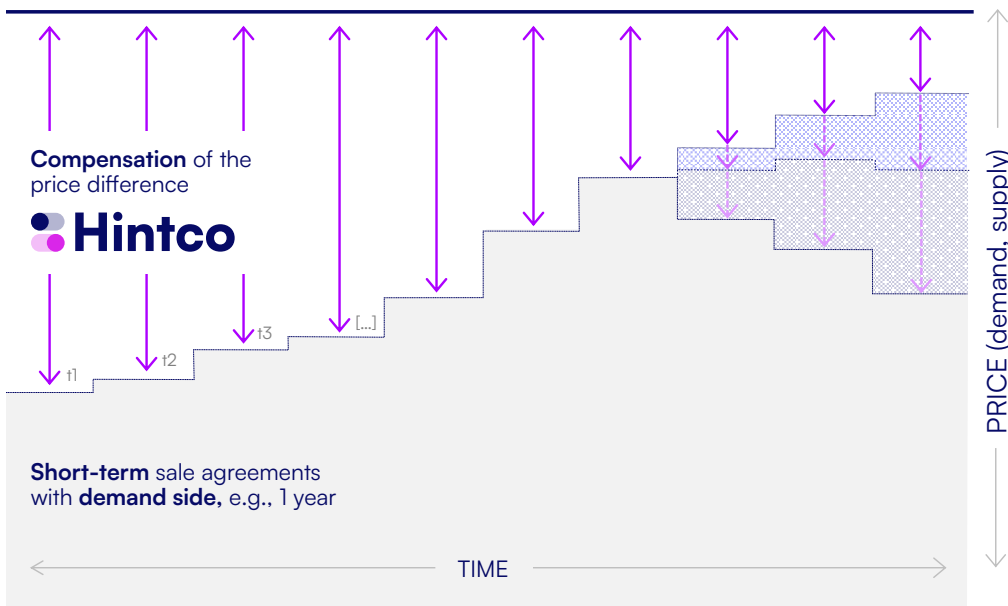 Compensation of the
price difference
Hintco
t1
t2
t3
[...]
Short-term sale agreements
with demand side, e.g., 1 year
TIME
PRICE (demand, supply)